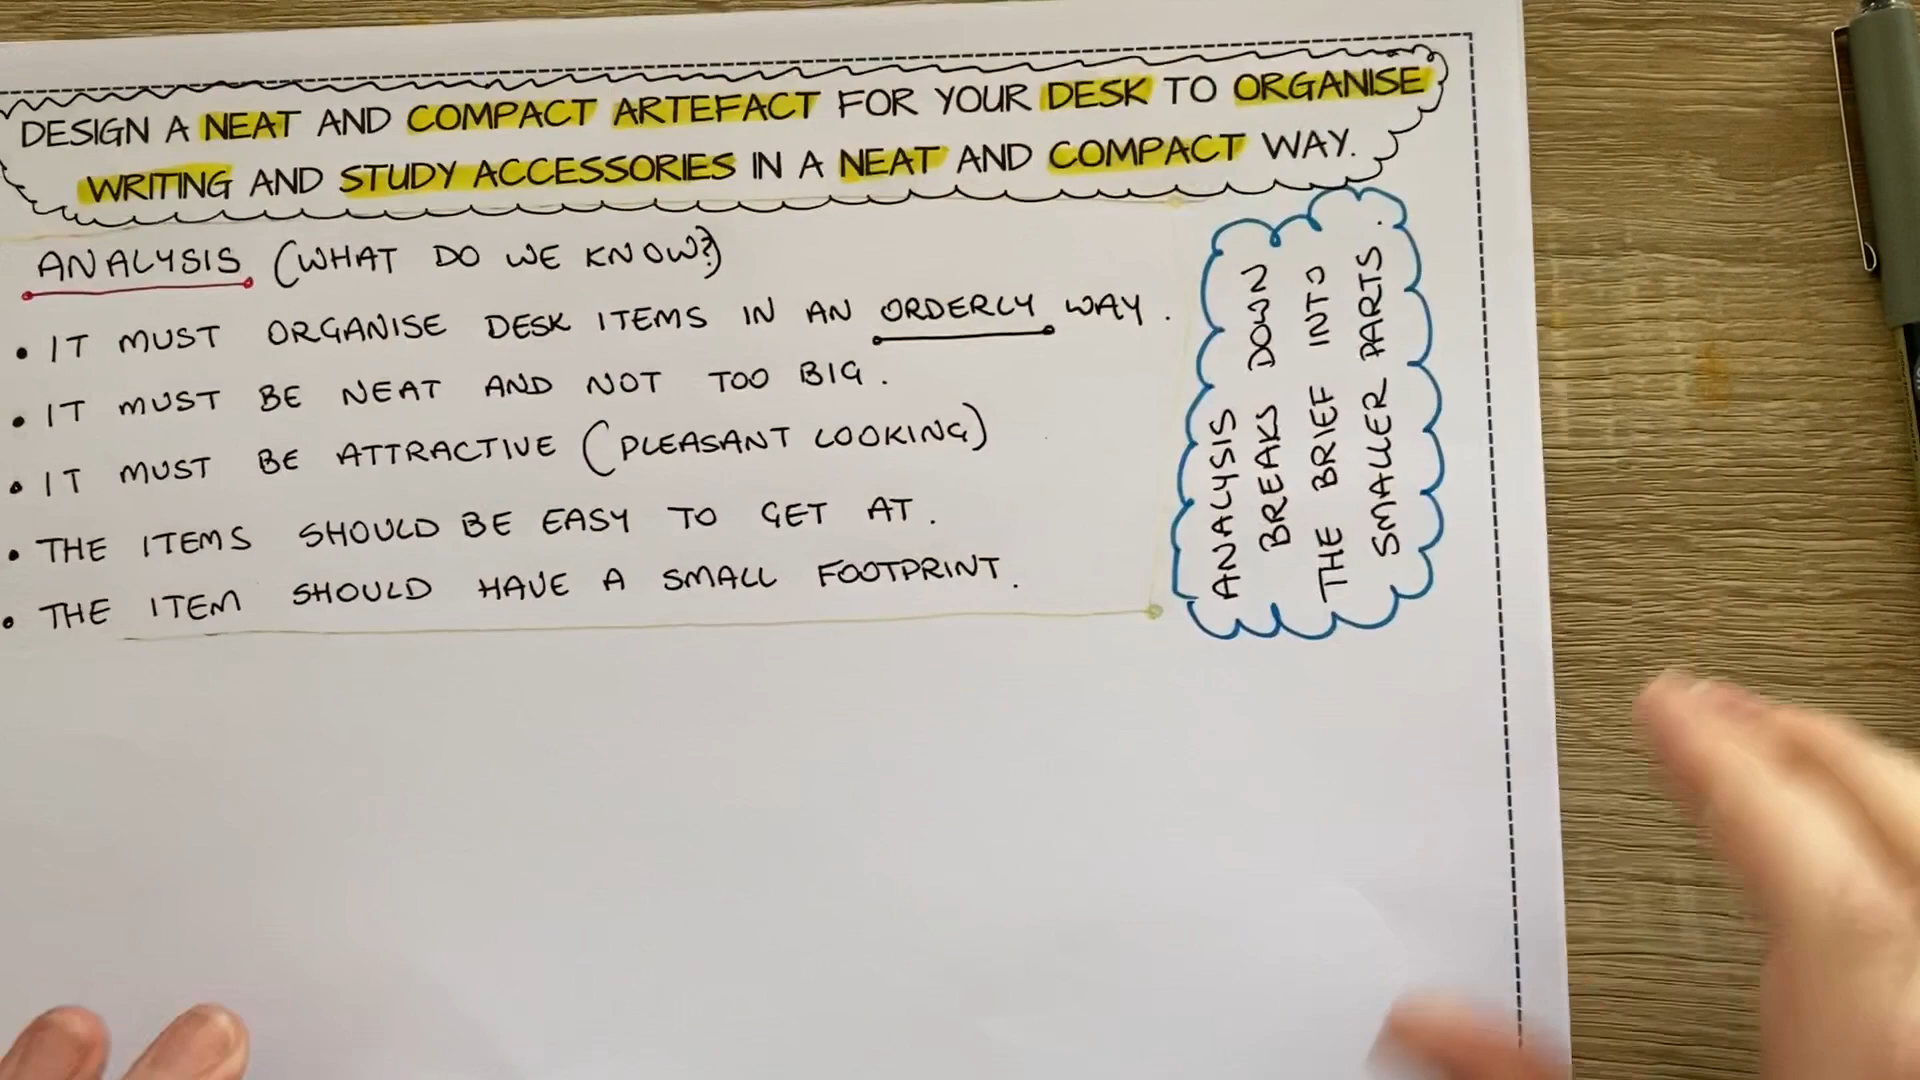 DESIGN A NEAT AND COMPACT ARTEFACT FOR YOUR DESK TO ORGANISE
WRITING AND STUDY ACCESSORIES IN A NEAT AND COMPACT WAY.
ANALYSIS (WHAT DO WE KNOW?)
• IT MUST ORGANISE DESK ITEMS IN AN ORDERLY WAY.
• IT MUST BE NEAT AND NOT TOO BIG.
• IT MUST BE ATTRACTIVE (PLEASANT LOOKING)
• THE ITEMS SHOULD BE EASY TO GET AT.
• THE ITEM SHOULD HAVE A SMALL FOOTPRINT.
ANALYSIS
BREAKS DOWN
THE BRIEF INTO
SMALLER PARTS.